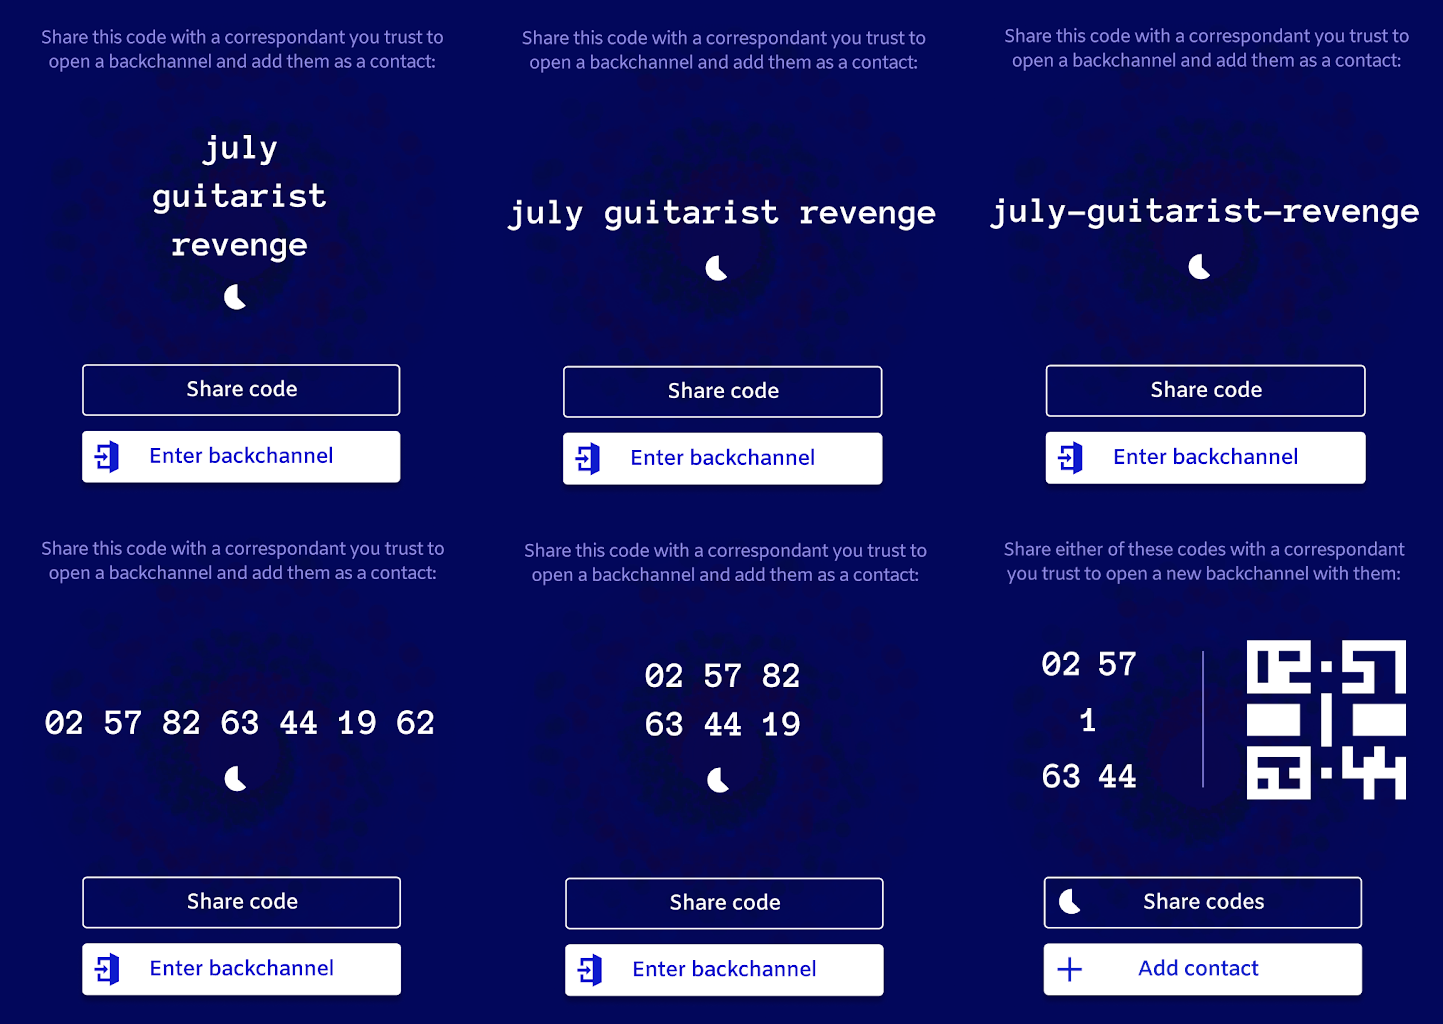 Share this code with a correspondant you trust to
open a backchannel and add them as a contact:
july
guitarist
revenge
Share code
Enter backchannel
Share this code with a correspondant you trust to
open a backchannel and add them as a contact:
july guitarist revenge
Share code
Enter backchannel
Share this code with a correspondant you trust to
open a backchannel and add them as a contact:
july-guitarist-revenge
Share code
Enter backchannel
Share this code with a correspondant you trust to
open a backchannel and add them as a contact:
02 57 82 63 44 19 62
Share code
Enter backchannel
Share this code with a correspondant you trust to
open a backchannel and add them as a contact:
02 57 82
63 44 19
Share code
Enter backchannel
Share either of these codes with a correspondant
you trust to open a new backchannel with them:
02 57
1
63 44
02:57
1
63:44
Share codes
Add contact